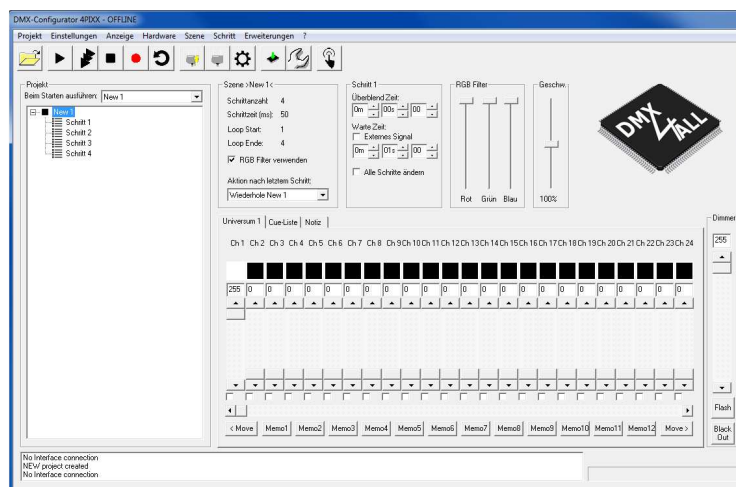 DMX-Configurator 4PIXX - OFFLINE
Projekt Einstellungen Anzeige Hardware Szene Schritt Erweiterungen ?
Projekt
Beim Starten ausführen: New 1
New 1
Schritt 1
Schritt 2
Schritt 3
Schritt 4
Szene >New 1<
Schrittanzahl: 4
Schrittzeit (ms): 50
Loop Start: 1
Loop Ende: 4
RGB Filter verwenden
Aktion nach letztem Schritt:
Wiederhole New 1
Schritt 1
Überblend Zeit:
0m 00s 00
Warte Zeit:
Externes Signal
0m 01s 00
Alle Schritte ändern
RGB Filter
Rot Grün Blau
Geschw.
100%
DMX 4 ALL
Universum 1 Cue-Liste Notiz
Ch 1 Ch 2 Ch 3 Ch 4 Ch 5 Ch 6 Ch 7 Ch 8 Ch 9 Ch 10 Ch 11 Ch 12 Ch 13 Ch 14 Ch 15 Ch 16 Ch 17 Ch 18 Ch 19 Ch 20 Ch 21 Ch 22 Ch 23 Ch 24
255 0 0 0 0 0 0 0 0 0 0 0 0 0 0 0 0 0 0 0 0 0 0 0
< Move Memo1 Memo2 Memo3 Memo4 Memo5 Memo6 Memo7 Memo8 Memo9 Memo10 Memo11 Memo12 Move >
Dimmer
255
Flash
Black Out
No Interface connection
NEW project created
No Interface connection